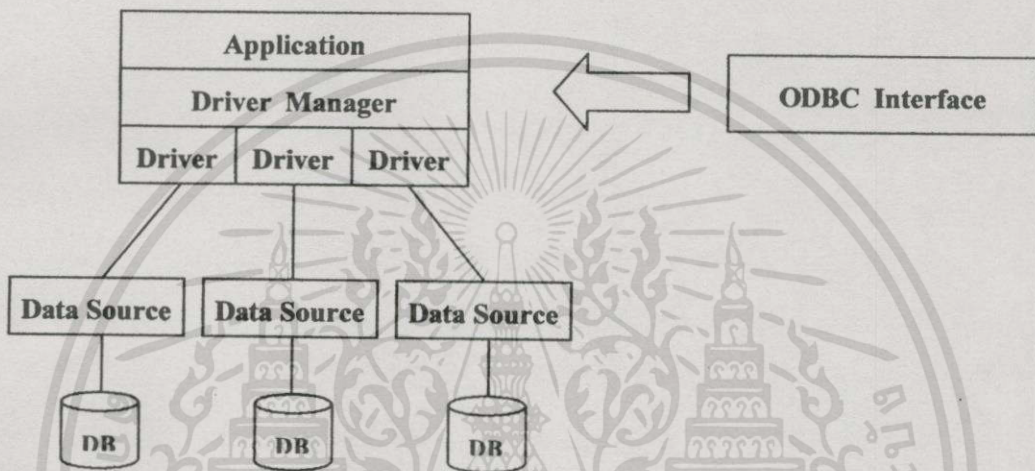 Application
Driver Manager
ODBC Interface
Driver Driver Driver
Data Source Data Source Data Source
DB DB DB